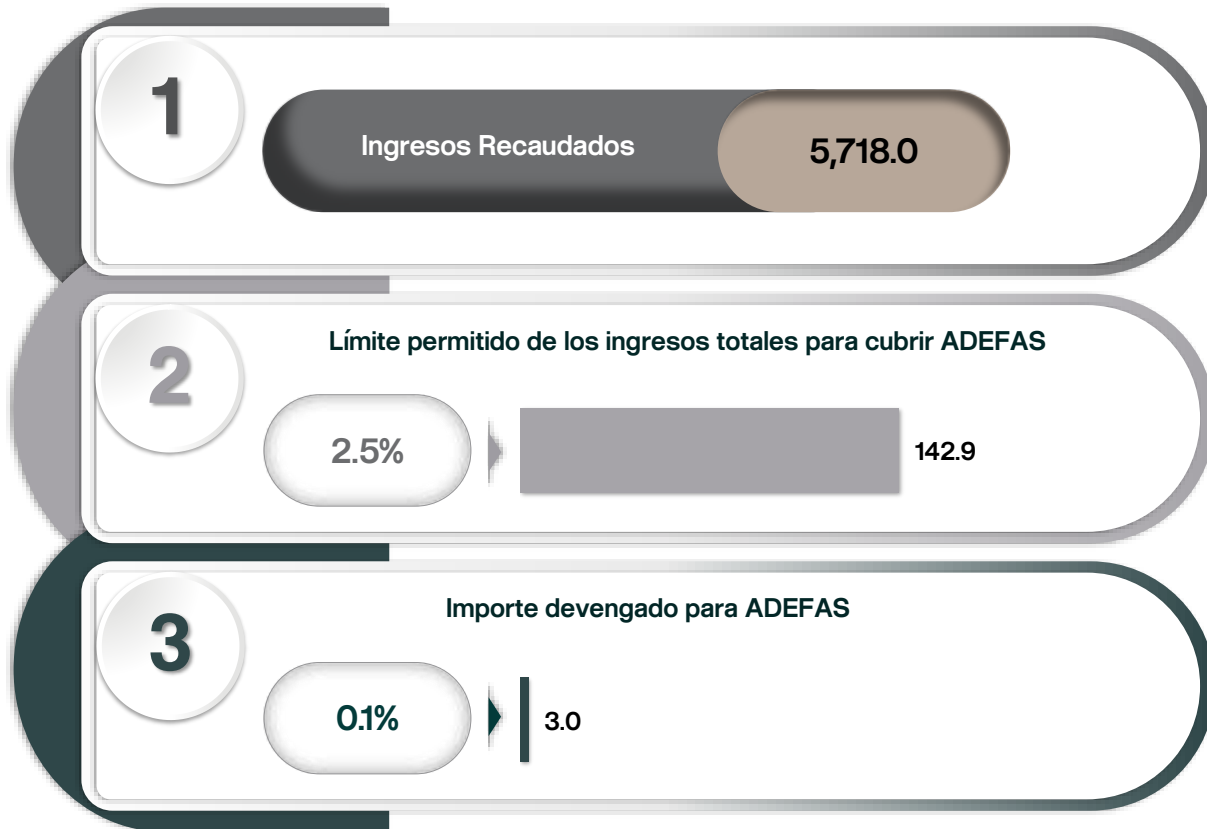 1
Ingresos Recaudados
5,718.0
2
Límite permitido de los ingresos totales para cubrir ADEFAS
2.5%
142.9
3
Importe devengado para ADEFAS
0.1%
3.0